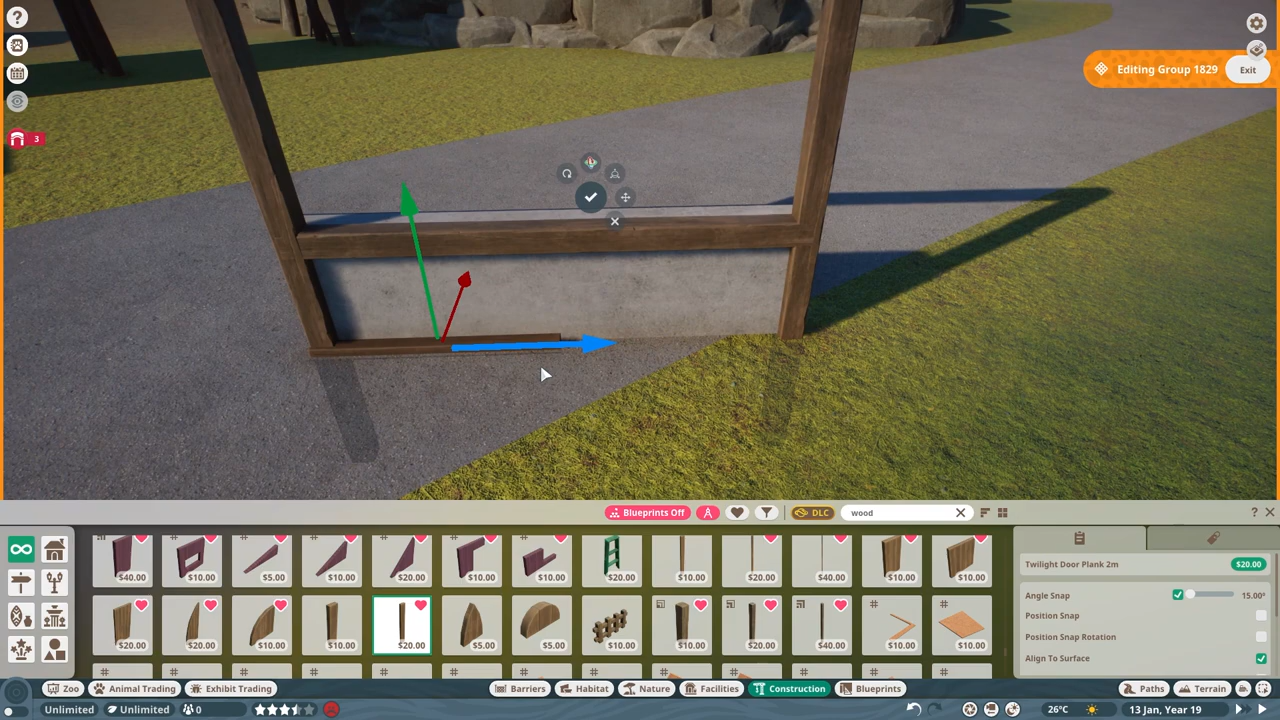 ?
Editing Group 1829
Exit
3
Blueprints Off
DLC
wood
?
$40.00
$10.00
$5.00
$10.00
$20.00
$10.00
$10.00
$20.00
$10.00
$20.00
$40.00
$10.00
$10.00
Twilight Door Plank 2m
$20.00
Angle Snap
15.00°
Position Snap
$20.00
$20.00
$10.00
$10.00
$20.00
$5.00
$5.00
$10.00
$10.00
$20.00
$40.00
$10.00
$10.00
Position Snap Rotation
Align To Surface
Zoo
Animal Trading
Exhibit Trading
Barriers
Habitat
Nature
Facilities
Construction
Blueprints
Paths
Terrain
Unlimited
Unlimited
0
26°C
13 Jan, Year 19